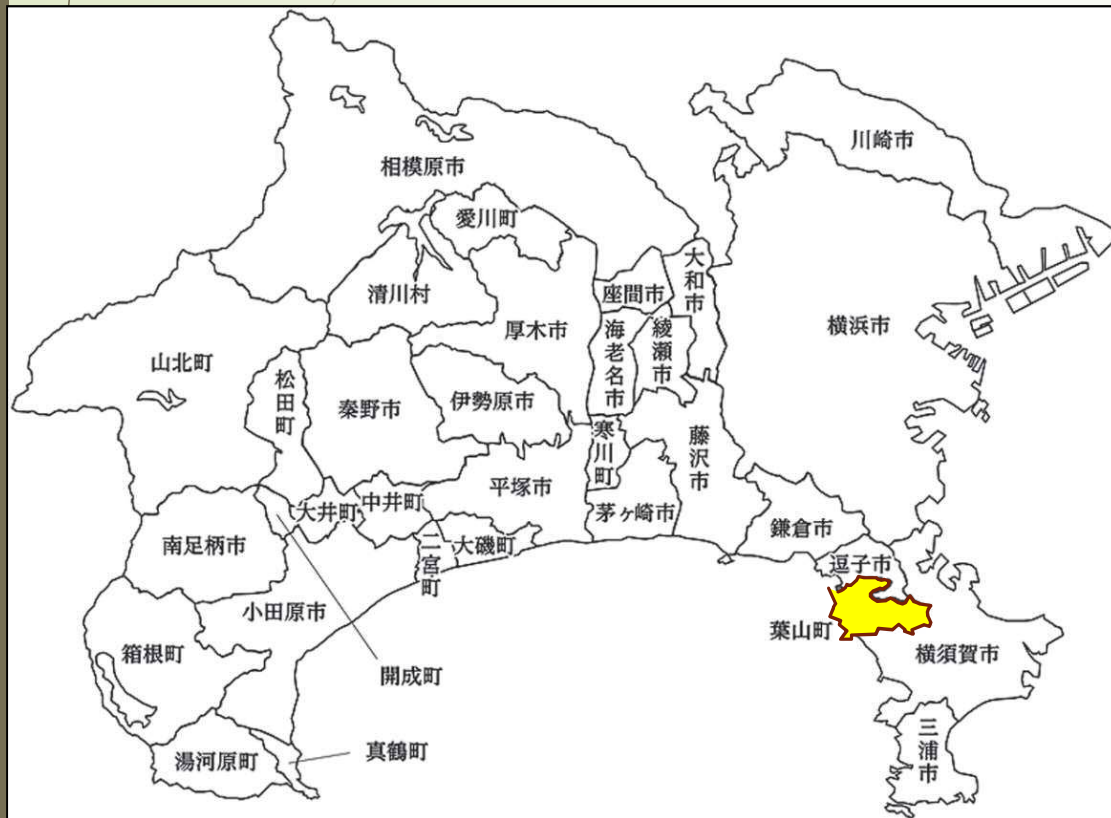 川崎市
相模原市
愛川町
大和市
清川村
座間市
横浜市
厚木市
海老名市
綾瀬市
山北町
松田町
秦野市
伊勢原市
寒川町
藤沢市
平塚市
大井町
中井町
茅ヶ崎市
鎌倉市
南足柄市
二宮町
大磯町
逗子市
小田原市
葉山町
箱根町
横須賀市
開成町
三浦市
湯河原町
真鶴町